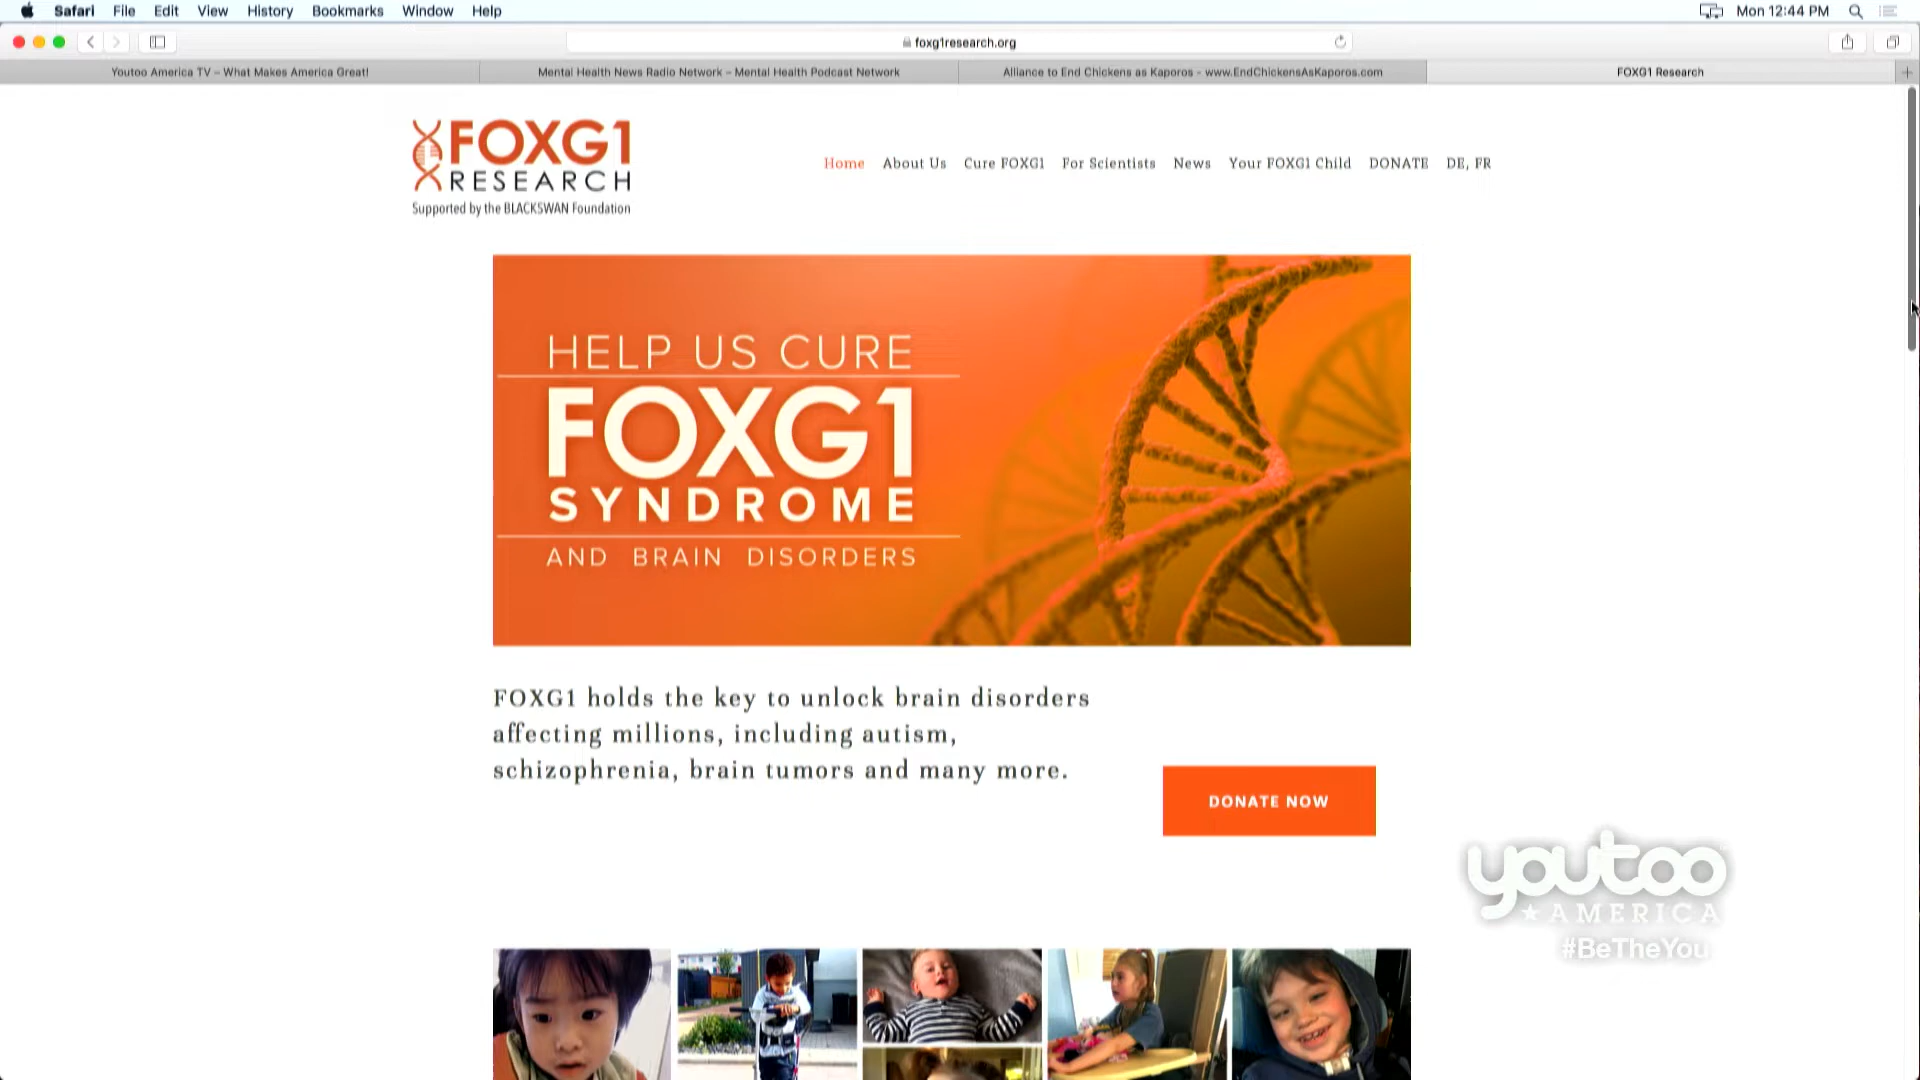 Safari File Edit View History Bookmarks Window Help Mon 12:44 PM
foxg1research.org
Youtoo America TV – What Makes America Great! Mental Health News Radio Network – Mental Health Podcast Network Alliance to End Chickens as Kaporos - www.EndChickensAsKaporos.com FOXG1 Research
FOXG1
RESEARCH
Supported by the BLACKSWAN Foundation
Home About Us Cure FOXG1 For Scientists News Your FOXG1 Child DONATE DE, FR
HELP US CURE
FOXG1
SYNDROME
AND BRAIN DISORDERS
FOXG1 holds the key to unlock brain disorders
affecting millions, including autism,
schizophrenia, brain tumors and many more.
DONATE NOW
youtoo
AMERICA
#BeTheYou